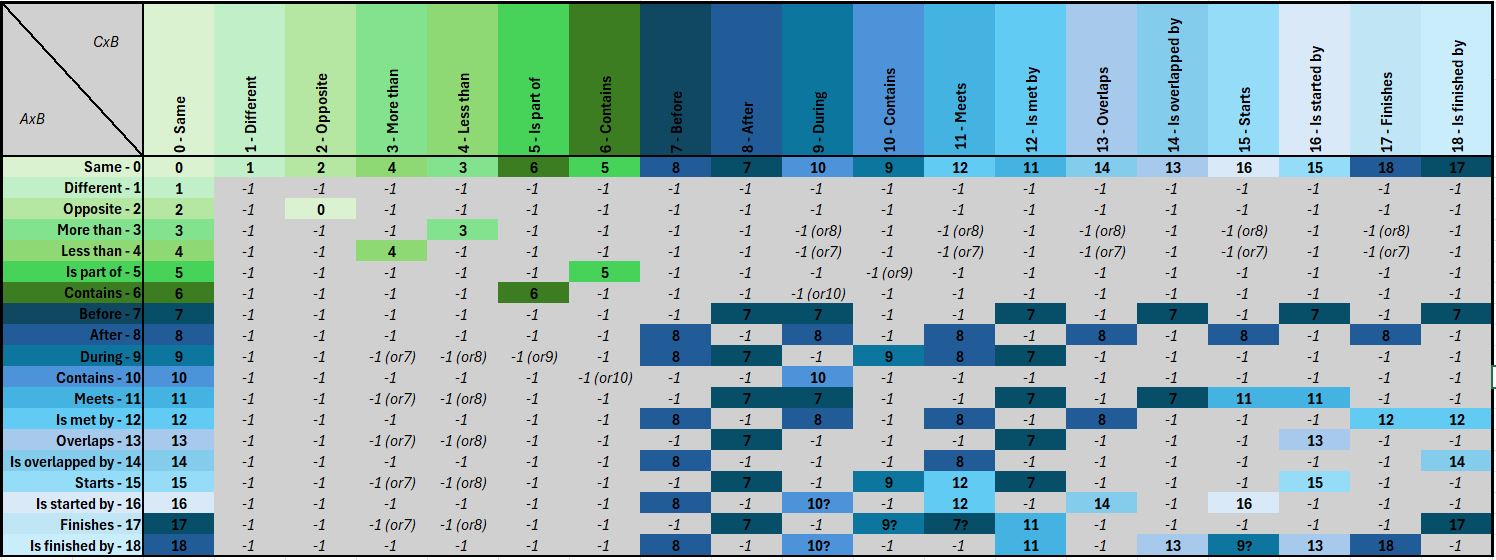 CxB
AxB
0 - Same
1 - Different
2 - Opposite
3 - More than
4 - Less than
5 - Is part of
6 - Contains
7 - Before
8 - After
9 - During
10 - Contains
11 - Meets
12 - Is met by
13 - Overlaps
14 - Is overlapped by
15 - Starts
16 - Is started by
17 - Finishes
18 - Is finished by
Same - 0 0 1 2 4 3 6 5 8 7 10 9 12 11 14 13 16 15 18 17
Different - 1 1 -1 -1 -1 -1 -1 -1 -1 -1 -1 -1 -1 -1 -1 -1 -1 -1 -1 -1
Opposite - 2 2 -1 0 -1 -1 -1 -1 -1 -1 -1 -1 -1 -1 -1 -1 -1 -1 -1 -1
More than - 3 3 -1 -1 -1 3 -1 -1 -1 -1 -1 (or8) -1 -1 (or8) -1 -1 (or8) -1 -1 (or8) -1 -1 (or8) -1
Less than - 4 4 -1 -1 4 -1 -1 -1 -1 -1 -1 (or7) -1 -1 (or7) -1 -1 (or7) -1 -1 (or7) -1 -1 (or7) -1
Is part of - 5 5 -1 -1 -1 -1 -1 5 -1 -1 -1 -1 (or9) -1 -1 -1 -1 -1 -1 -1 -1
Contains - 6 6 -1 -1 -1 -1 6 -1 -1 -1 -1 (or10) -1 -1 -1 -1 -1 -1 -1 -1 -1
Before - 7 7 -1 -1 -1 -1 -1 -1 -1 7 7 -1 -1 7 -1 7 -1 7 -1 7
After - 8 8 -1 -1 -1 -1 -1 -1 8 -1 8 -1 8 -1 8 -1 8 -1 8 -1
During - 9 9 -1 -1 -1 (or7) -1 (or8) -1 (or9) -1 8 7 -1 9 8 7 -1 -1 -1 -1 -1 -1
Contains - 10 10 -1 -1 -1 -1 -1 -1 (or10) -1 -1 10 -1 -1 -1 -1 -1 -1 -1 -1 -1
Meets - 11 11 -1 -1 -1 (or7) -1 (or8) -1 -1 -1 7 7 -1 -1 7 -1 7 11 11 -1 -1
Is met by - 12 12 -1 -1 -1 -1 -1 -1 8 -1 8 -1 8 -1 8 -1 -1 -1 12 12
Overlaps - 13 13 -1 -1 -1 (or7) -1 (or8) -1 -1 -1 7 -1 -1 -1 7 -1 -1 -1 13 -1 -1
Is overlapped by - 14 14 -1 -1 -1 -1 -1 -1 8 -1 -1 -1 8 -1 -1 -1 -1 -1 -1 14
Starts - 15 15 -1 -1 -1 (or7) -1 (or8) -1 -1 -1 7 -1 9 12 7 -1 -1 -1 15 -1 -1
Is started by - 16 16 -1 -1 -1 -1 -1 -1 8 -1 10? -1 12 -1 14 -1 16 -1 -1 -1
Finishes - 17 17 -1 -1 -1 (or7) -1 (or8) -1 -1 -1 7 -1 9? 7? 11 -1 -1 -1 -1 -1 17
Is finished by - 18 18 -1 -1 -1 -1 -1 -1 8 -1 10? -1 -1 11 -1 13 9? 13 18 -1